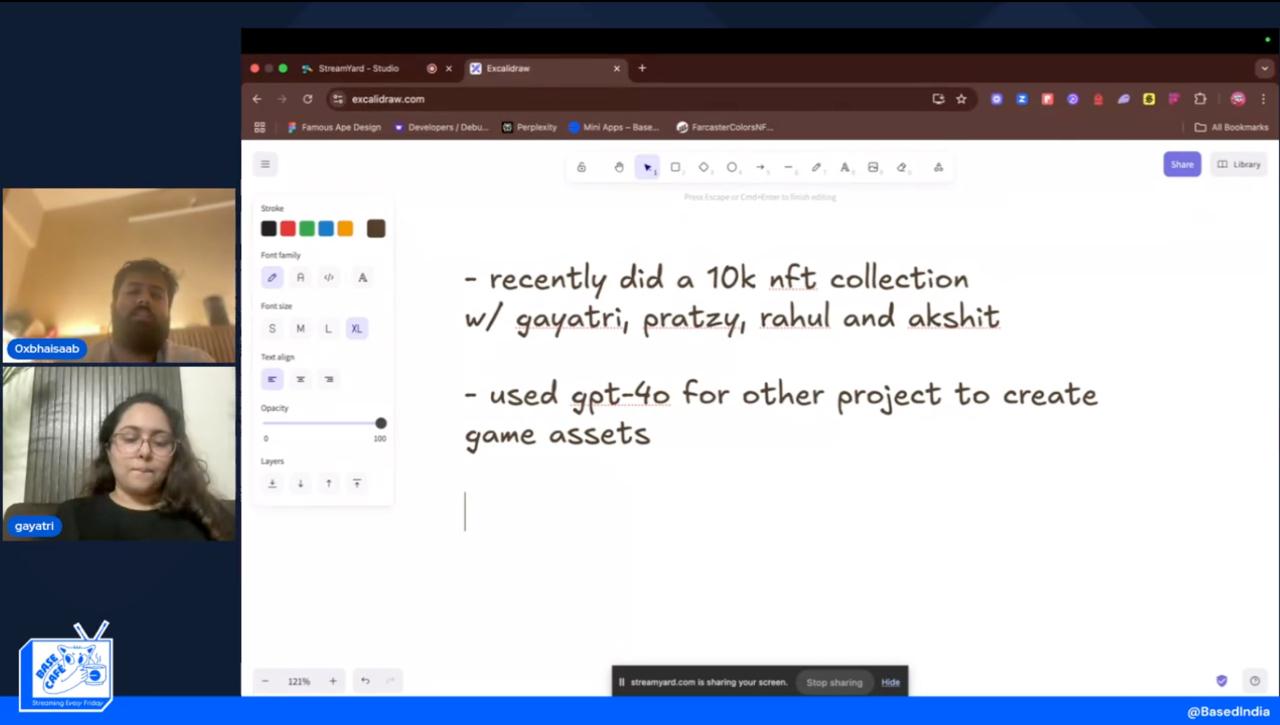 StreamYard - Studio
Excalidraw
excalidraw.com
Famous Ape Design
Developers / Debu...
Perplexity
Mini Apps – Base...
FarcasterColorsNF...
All Bookmarks
Share
Library
Press Escape or Cmd+Enter to finish editing
Stroke
Font family
Font size
S M L XL
Text align
Opacity
0 100
Layers
- recently did a 10k nft collection
w/ gayatri, pratzy, rahul and akshit
- used gpt-4o for other project to create
game assets
0xbhaisaab
gayatri
BASE
CAFE
Streaming Every Friday
121%
streamyard.com is sharing your screen.
Stop sharing
Hide
@BasedIndia